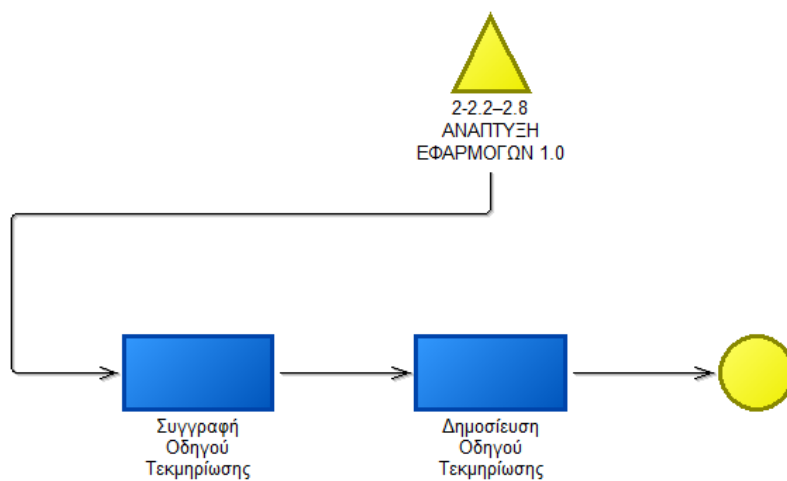 2-2.2–2.8
ΑΝΑΠΤΥΞΗ
ΕΦΑΡΜΟΓΩΝ 1.0
Συγγραφή
Οδηγού
Τεκμηρίωσης
Δημοσίευση
Οδηγού
Τεκμηρίωσης